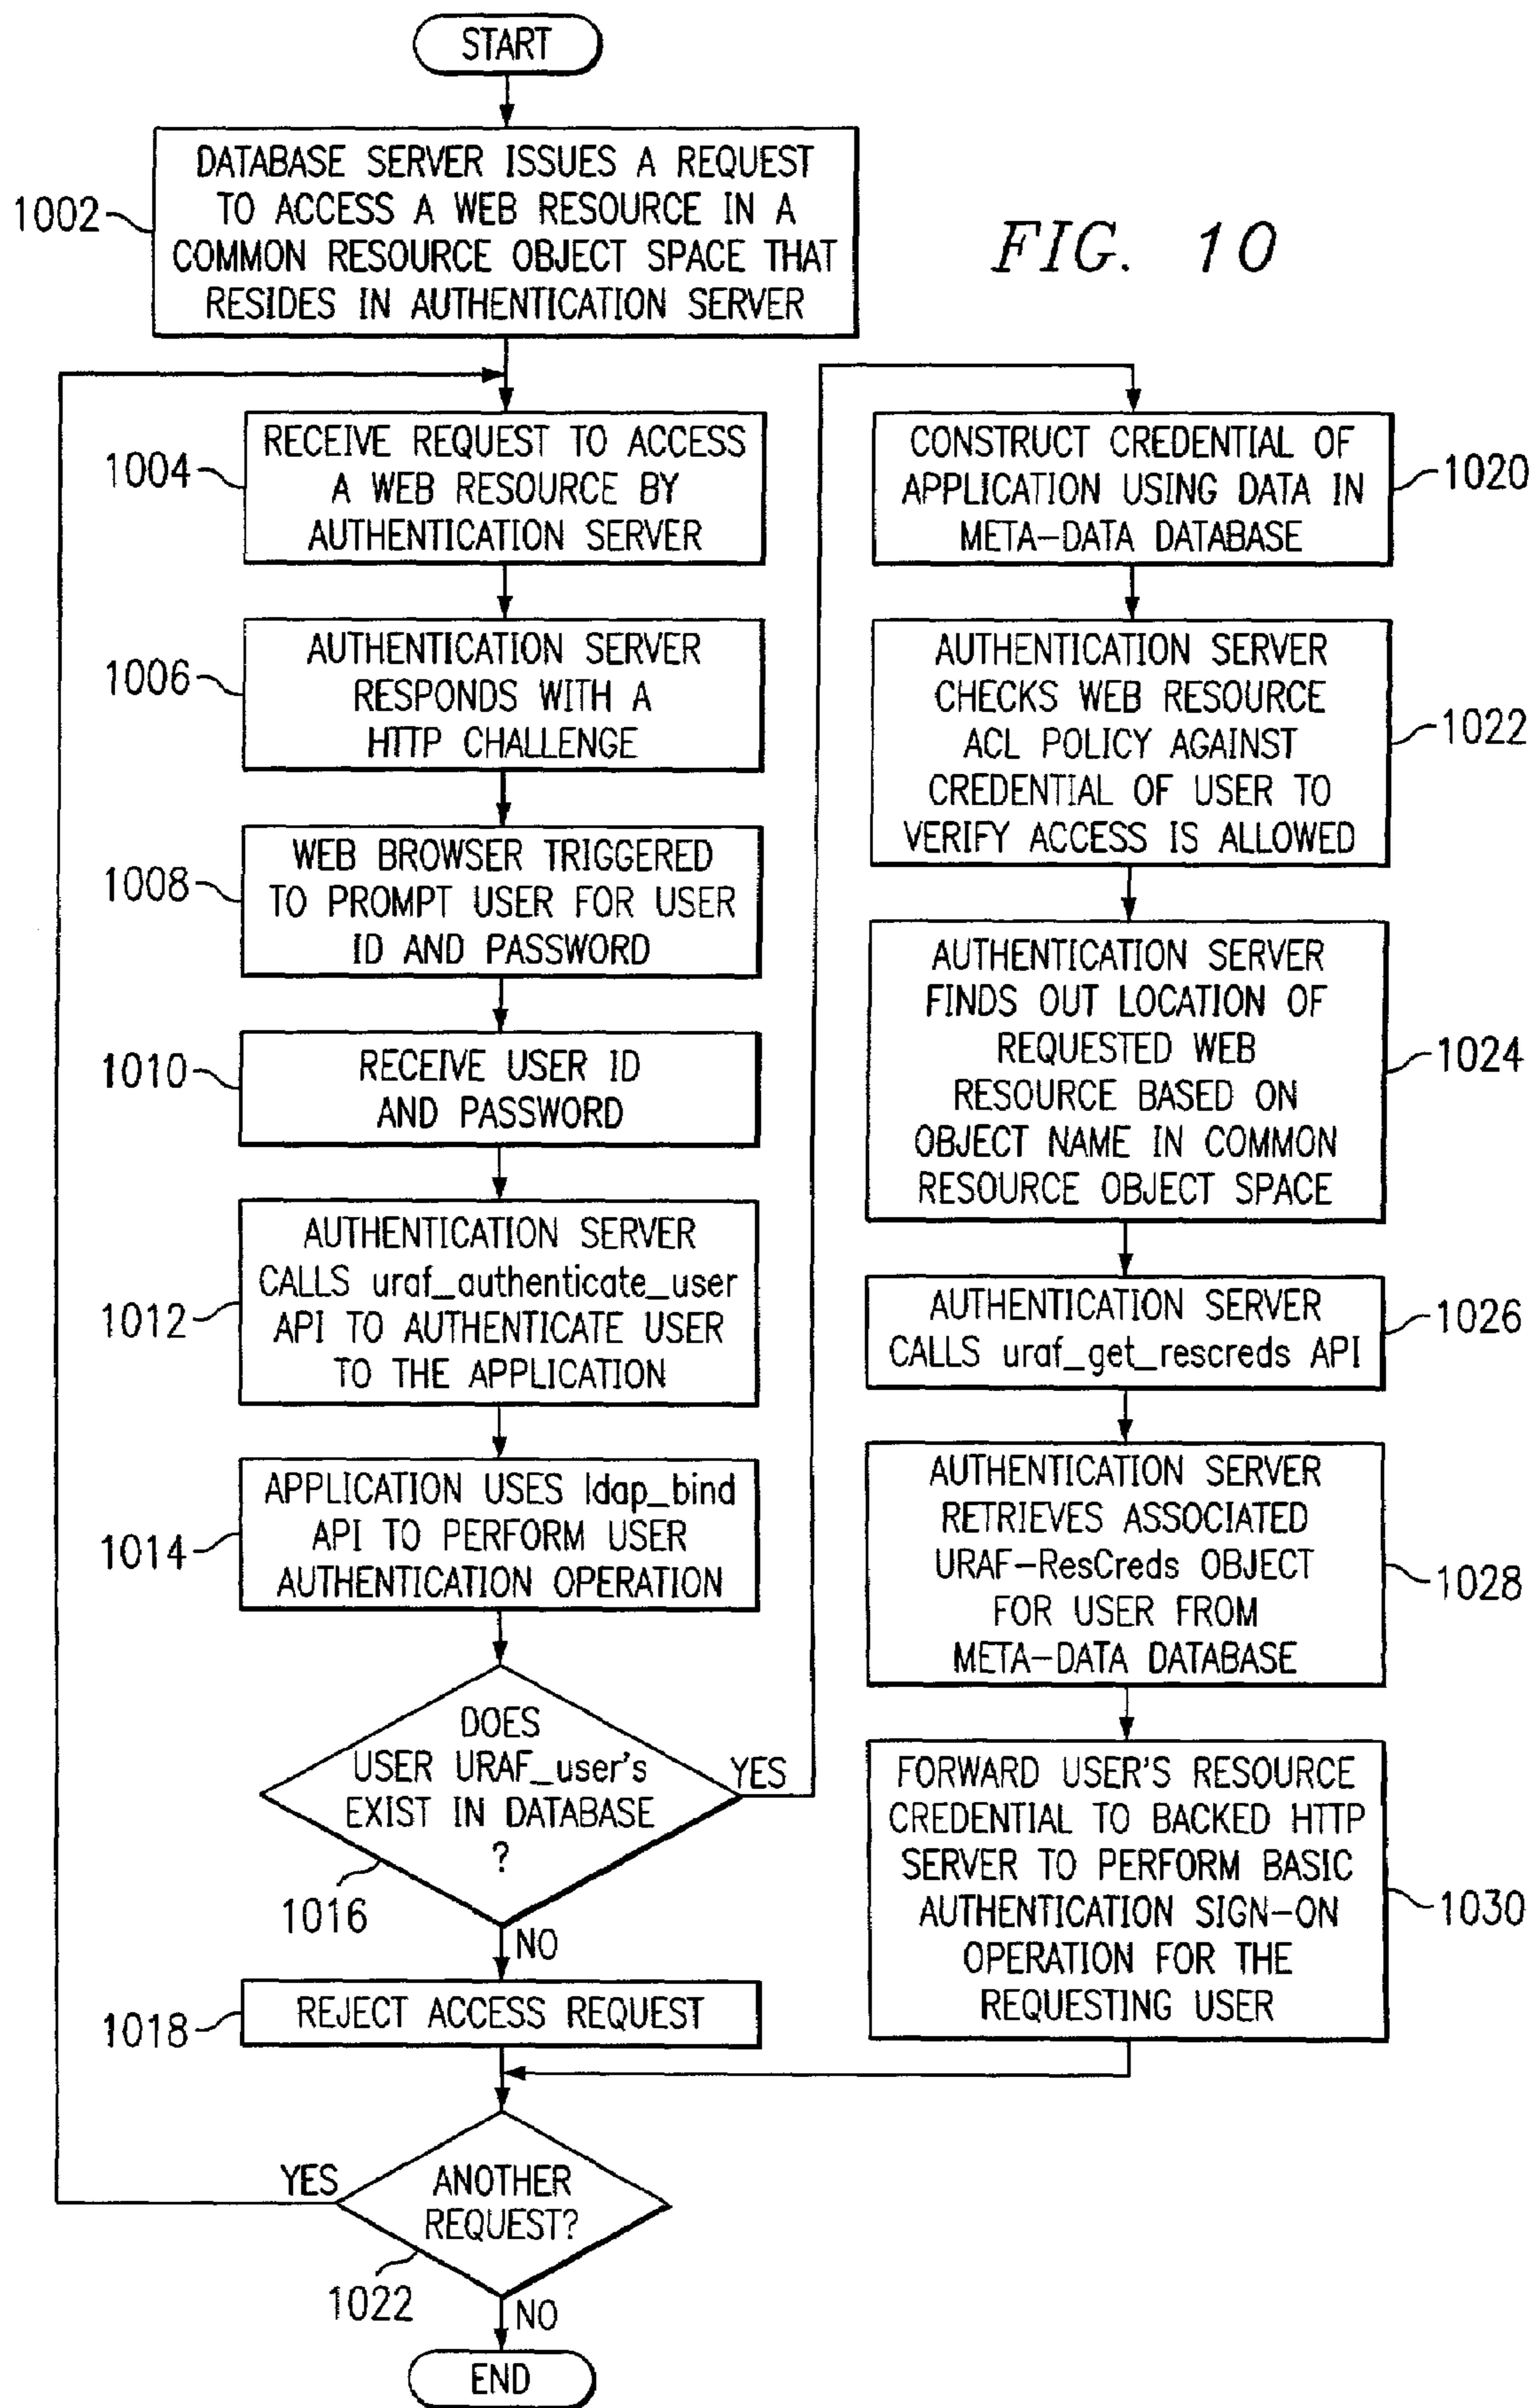 START
DATABASE SERVER ISSUES A REQUEST
TO ACCESS A WEB RESOURCE IN A
COMMON RESOURCE OBJECT SPACE THAT
RESIDES IN AUTHENTICATION SERVER
1002
FIG. 10
RECEIVE REQUEST TO ACCESS
A WEB RESOURCE BY
AUTHENTICATION SERVER
1004
AUTHENTICATION SERVER
RESPONDS WITH A
HTTP CHALLENGE
1006
WEB BROWSER TRIGGERED
TO PROMPT USER FOR USER
ID AND PASSWORD
1008
RECEIVE USER ID
AND PASSWORD
1010
AUTHENTICATION SERVER
CALLS uraf_authenticate_user
API TO AUTHENTICATE USER
TO THE APPLICATION
1012
APPLICATION USES ldap_bind
API TO PERFORM USER
AUTHENTICATION OPERATION
1014
DOES
USER URAF_user's
EXIST IN DATABASE
?
YES
1016
NO
REJECT ACCESS REQUEST
1018
YES
ANOTHER
REQUEST?
1022
NO
END
CONSTRUCT CREDENTIAL OF
APPLICATION USING DATA IN
META-DATA DATABASE
1020
AUTHENTICATION SERVER
CHECKS WEB RESOURCE
ACL POLICY AGAINST
CREDENTIAL OF USER TO
VERIFY ACCESS IS ALLOWED
1022
AUTHENTICATION SERVER
FINDS OUT LOCATION OF
REQUESTED WEB
RESOURCE BASED ON
OBJECT NAME IN COMMON
RESOURCE OBJECT SPACE
1024
AUTHENTICATION SERVER
CALLS uraf_get_rescreds API
1026
AUTHENTICATION SERVER
RETRIEVES ASSOCIATED
URAF-ResCreds OBJECT
FOR USER FROM
META-DATA DATABASE
1028
FORWARD USER'S RESOURCE
CREDENTIAL TO BACKED HTTP
SERVER TO PERFORM BASIC
AUTHENTICATION SIGN-ON
OPERATION FOR THE
REQUESTING USER
1030